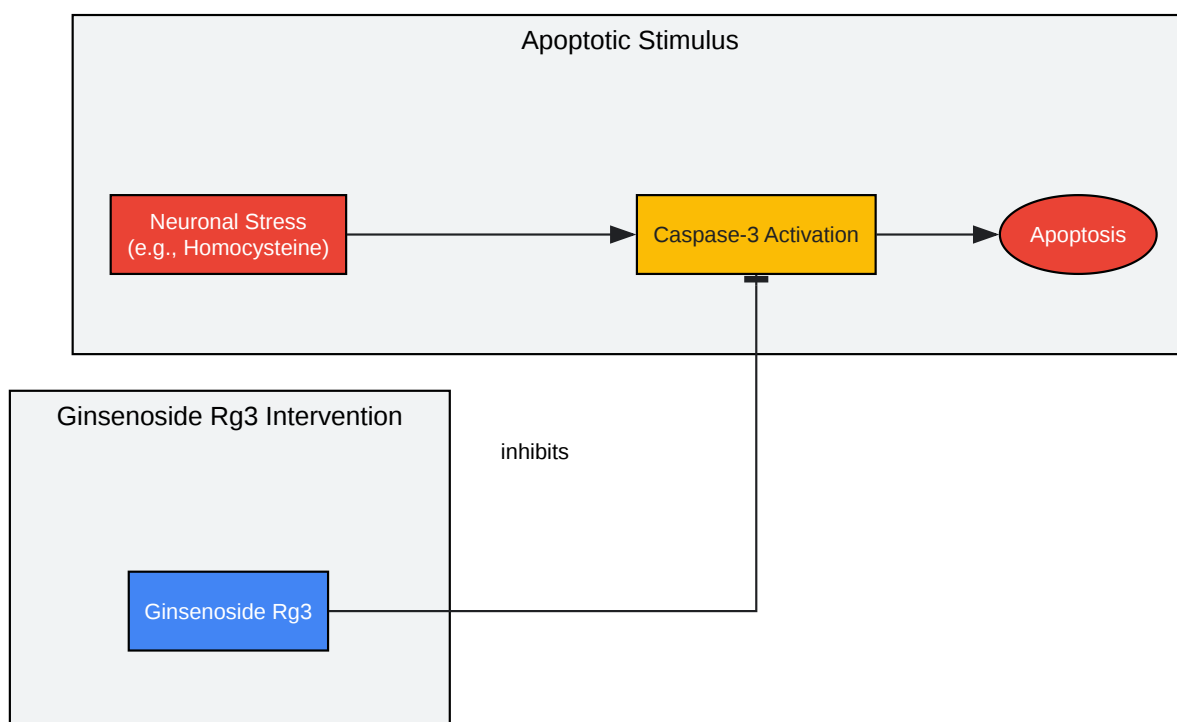 Apoptotic Stimulus
Neuronal Stress
(e.g., Homocysteine)
Caspase-3 Activation
Apoptosis
Ginsenoside Rg3 Intervention
inhibits
Ginsenoside Rg3